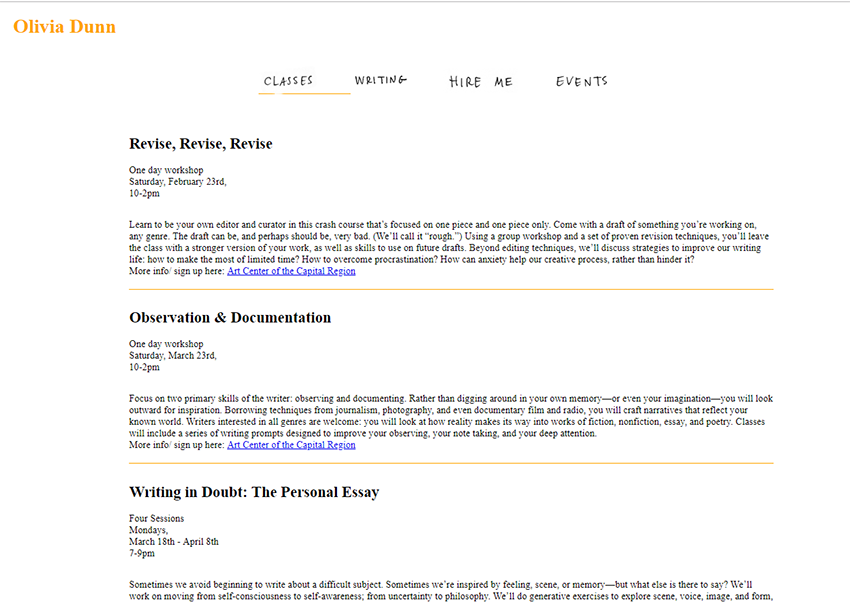 Olivia Dunn
CLASSES WRITING HIRE ME EVENTS
Revise, Revise, Revise
One day workshop
Saturday, February 23rd,
10-2pm
Learn to be your own editor and curator in this crash course that’s focused on one piece and one piece only. Come with a draft of something you’re working on,
any genre. The draft can be, and perhaps should be, very bad. (We’ll call it “rough.”) Using a group workshop and a set of proven revision techniques, you’ll leave
the class with a stronger version of your work, as well as skills to use on future drafts. Beyond editing techniques, we’ll discuss strategies to improve our writing
life: how to make the most of limited time? How to overcome procrastination? How can anxiety help our creative process, rather than hinder it?
More info/ sign up here: Art Center of the Capital Region
Observation & Documentation
One day workshop
Saturday, March 23rd,
10-2pm
Focus on two primary skills of the writer: observing and documenting. Rather than digging around in your own memory—or even your imagination—you will look
outward for inspiration. Borrowing techniques from journalism, photography, and even documentary film and radio, you will craft narratives that reflect your
known world. Writers interested in all genres are welcome: you will look at how reality makes its way into works of fiction, nonfiction, essay, and poetry. Classes
will include a series of writing prompts designed to improve your observing, your note taking, and your deep attention.
More info/ sign up here: Art Center of the Capital Region
Writing in Doubt: The Personal Essay
Four Sessions
Mondays,
March 18th - April 8th
7-9pm
Sometimes we avoid beginning to write about a difficult subject. Sometimes we’re inspired by feeling, scene, or memory—but what else is there to say? We’ll
work on moving from self-consciousness to self-awareness; from uncertainty to philosophy. We’ll do generative exercises to explore scene, voice, image, and form,